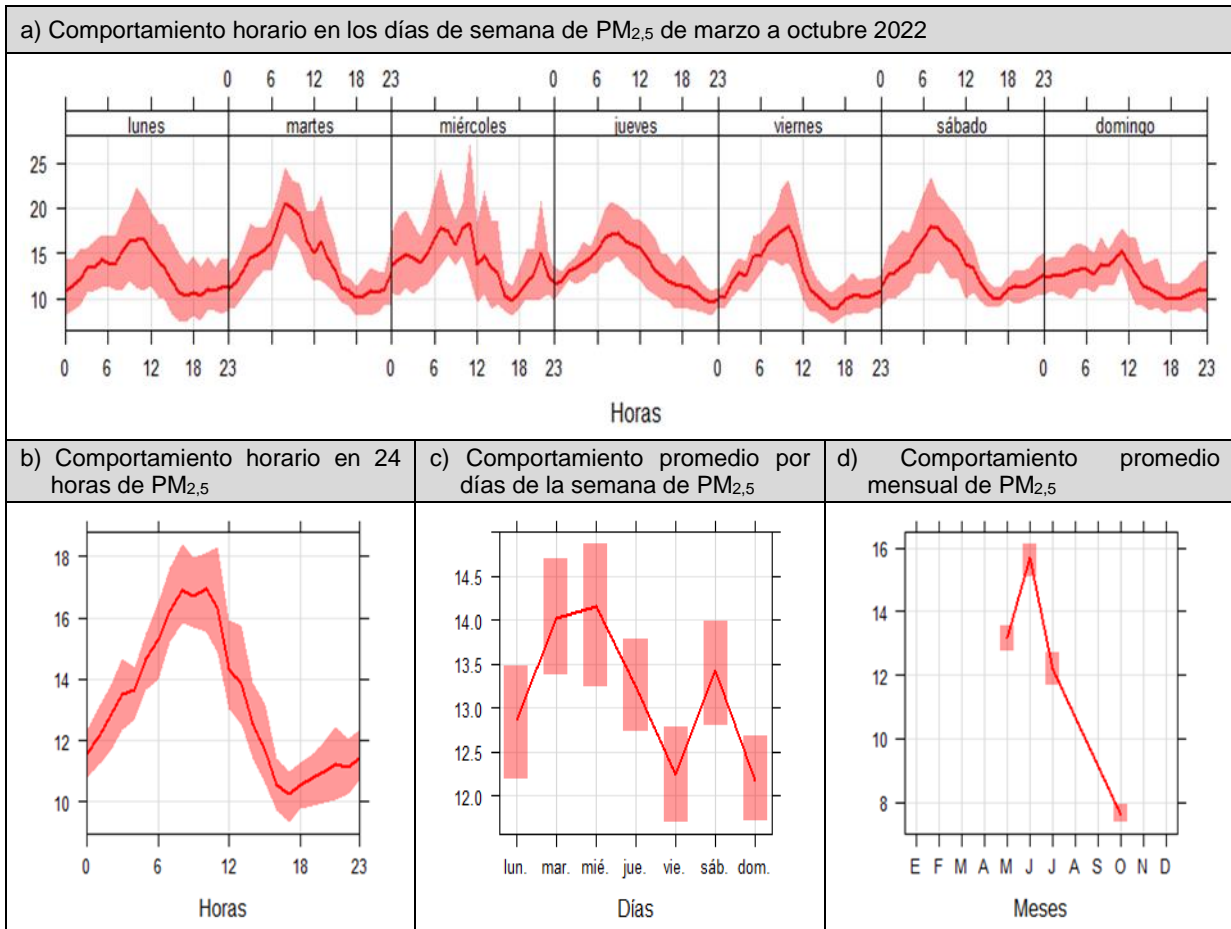 a) Comportamiento horario en los días de semana de PM2,5 de marzo a octubre 2022
0 6 12 18 23 0 6 12 18 23 0 6 12 18 23
lunes martes miércoles jueves viernes sábado domingo
25
20
15
10
0 6 12 18 23 0 6 12 18 23 0 6 12 18 23 0 6 12 18 23
Horas
b) Comportamiento horario en 24
horas de PM2,5
c) Comportamiento promedio por
días de la semana de PM2,5
d) Comportamiento promedio
mensual de PM2,5
18
16
14
12
10
0 6 12 18 23
Horas
14.5
14.0
13.5
13.0
12.5
12.0
lun. mar. mié. jue. vie. sáb. dom.
Días
16
14
12
10
8
E F M A M J J A S O N D
Meses